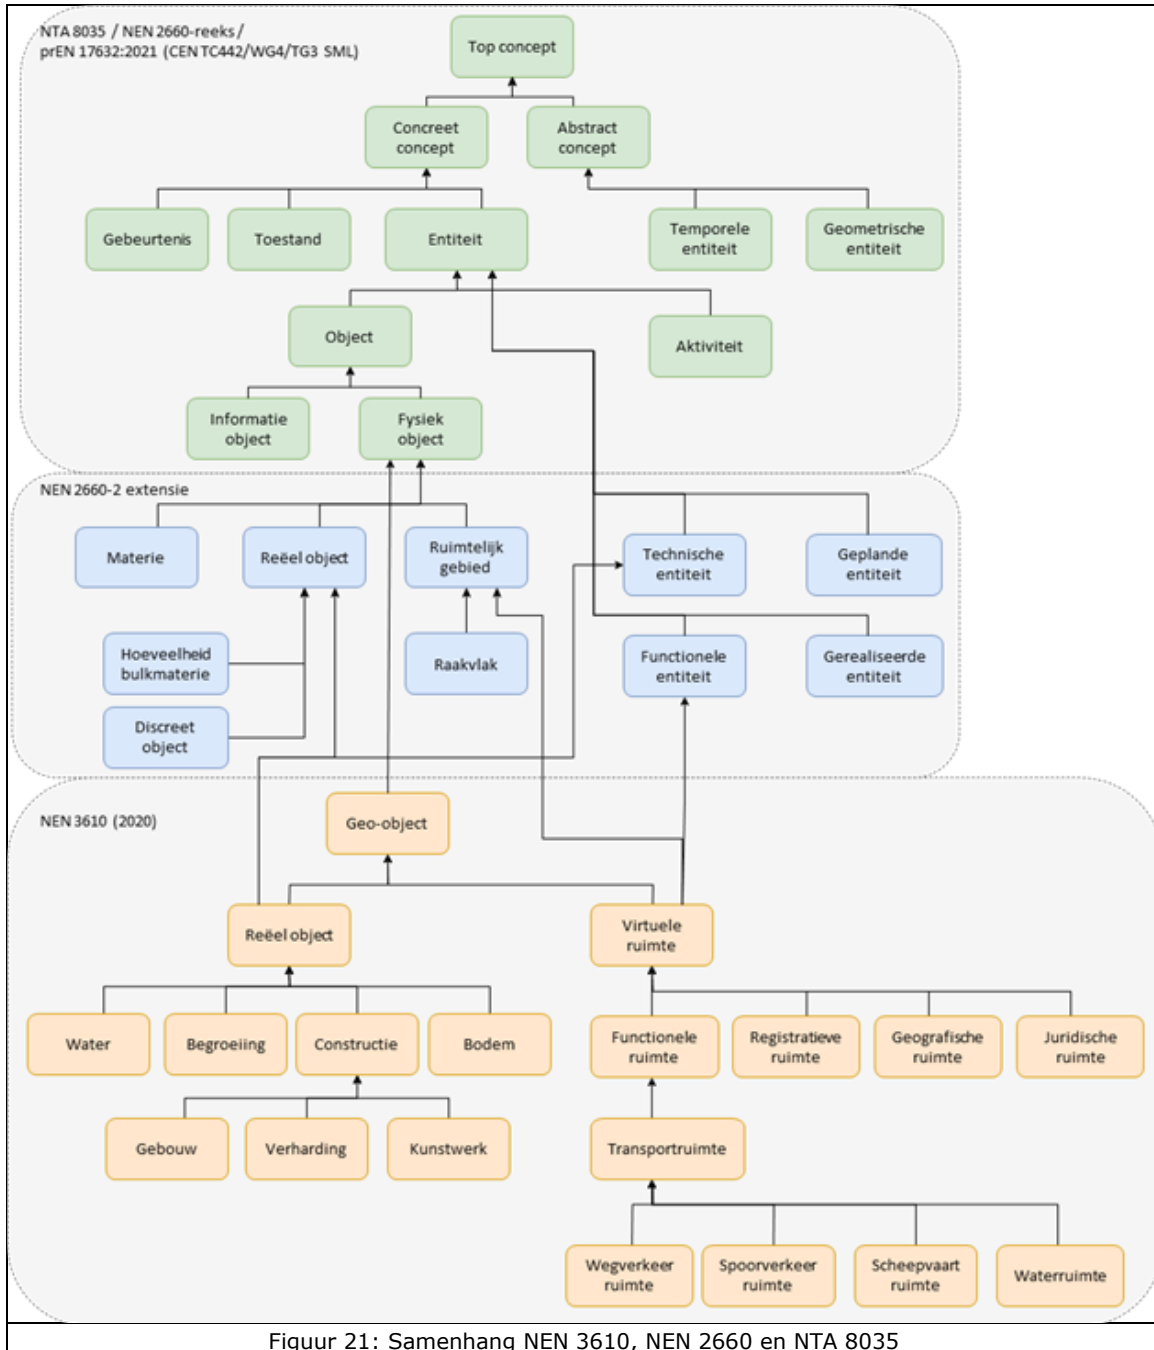 NTA 8035 / NEN 2660-reeks /
prEN 17632:2021 (CEN TC442/WG4/TG3 SML)
Top concept
Concreet
concept
Abstract
concept
Gebeurtenis
Toestand
Entiteit
Temporele
entiteit
Geometrische
entiteit
Object
Aktiviteit
Informatie
object
Fysiek
object
NEN 2660-2 extensie
Materie
Reëel object
Ruimtelijk
gebied
Technische
entiteit
Geplande
entiteit
Hoeveelheid
bulkmaterie
Raakvlak
Functionele
entiteit
Gerealiseerde
entiteit
Discreet
object
NEN 3610 (2020)
Geo-object
Reëel object
Virtuele
ruimte
Water
Begroeiing
Constructie
Bodem
Functionele
ruimte
Registratieve
ruimte
Geografische
ruimte
Juridische
ruimte
Gebouw
Verharding
Kunstwerk
Transportruimte
Wegverkeer
ruimte
Spoorverkeer
ruimte
Scheepvaart
ruimte
Waterruimte
Figuur 21: Samenhang NEN 3610, NEN 2660 en NTA 8035